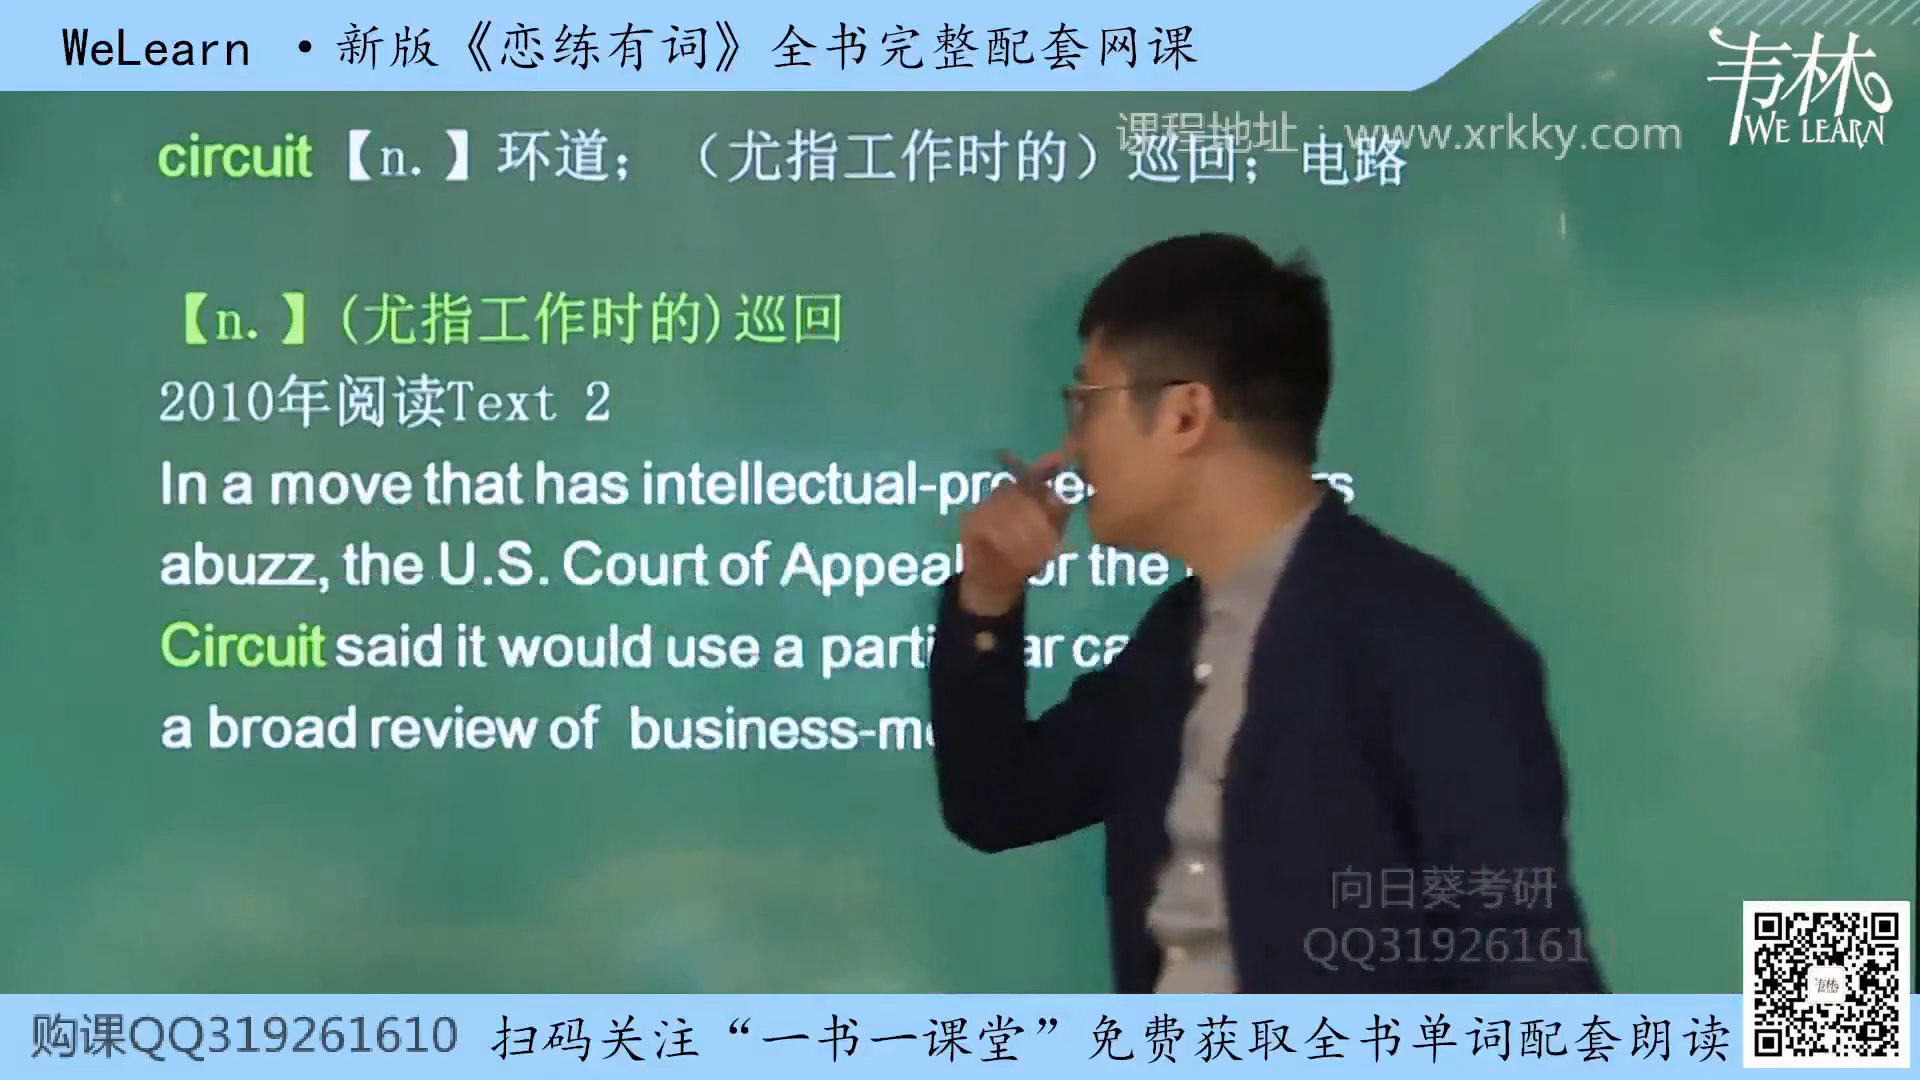 WeLearn ·新版《恋练有词》全书完整配套网课
韦林
WE LEARN
课程地址：www.xrkky.com
circuit【n.】环道；（尤指工作时的）巡回；电路
【n.】(尤指工作时的)巡回
2010年阅读Text 2
In a move that has intellectual-
abuzz, the U.S. Court of Appeal the
Circuit said it would use a
a broad review of business-
向日葵考研
QQ319261610
购课QQ319261610
扫码关注“一书一课堂”免费获取全书单词配套朗读